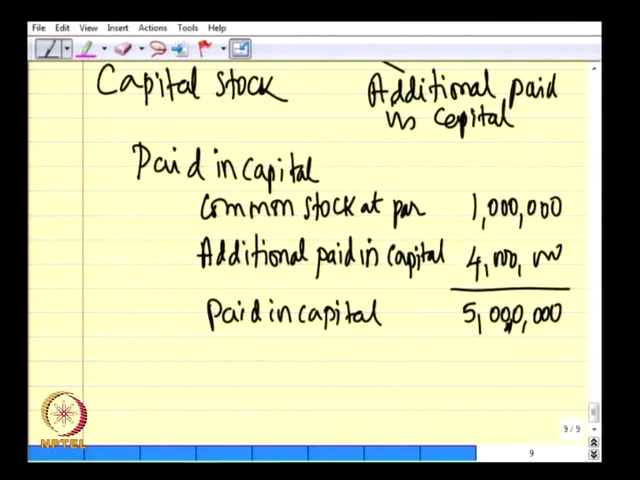 File Edit View Insert Actions Tools Help
Capital Stock Additional paid
in capital
Paid in capital
Common stock at par 1,000,000
Additional paid in capital 4,000,000
Paid in capital 5,000,000
NPTEL
9/9
9